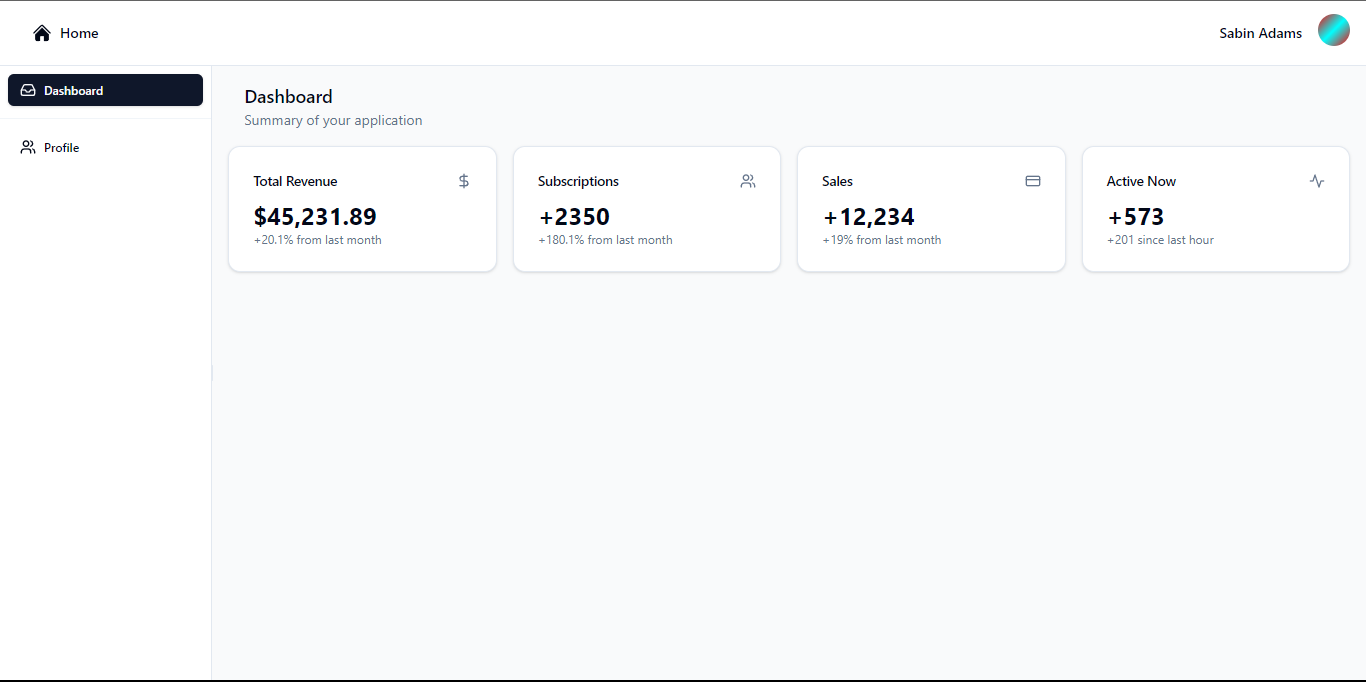 Home
Sabin Adams
Dashboard
Profile
Dashboard
Summary of your application
Total Revenue
$45,231.89
+20.1% from last month
Subscriptions
+2350
+180.1% from last month
Sales
+12,234
+19% from last month
Active Now
+573
+201 since last hour